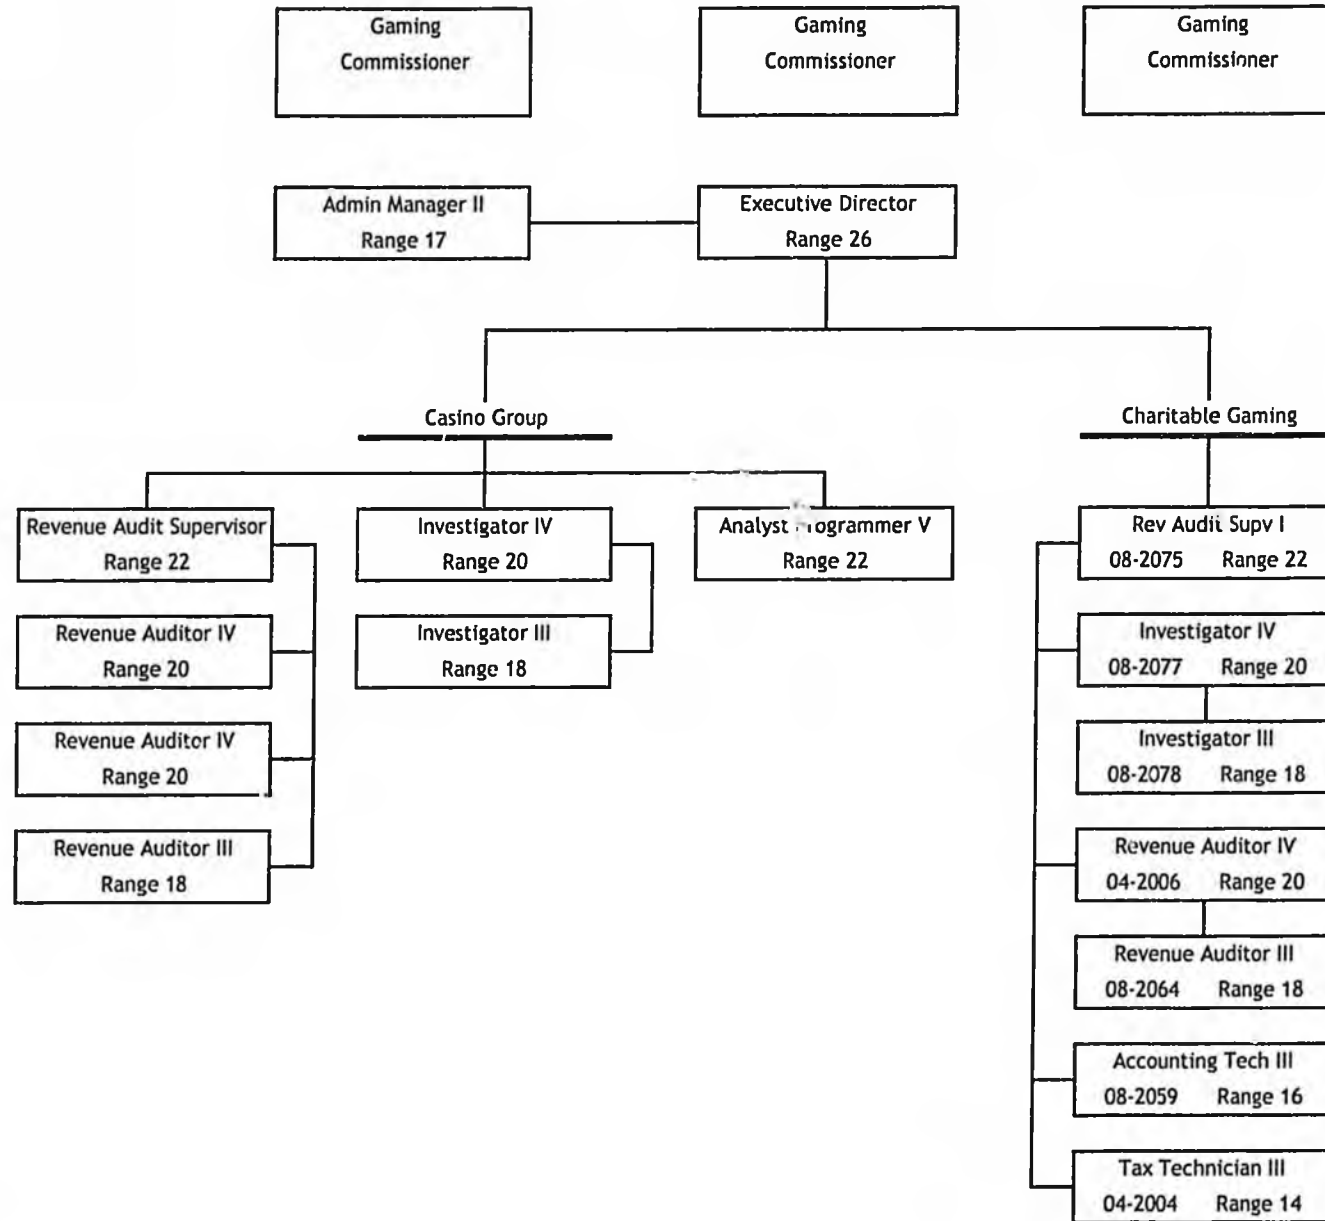 Gaming
Commissioner
Gaming
Commissioner
Gaming
Commissioner
Admin Manager II
Range 17
Executive Director
Range 26
Casino Group
Charitable Gaming
Revenue Audit Supervisor
Range 22
Revenue Auditor IV
Range 20
Revenue Auditor IV
Range 20
Revenue Auditor III
Range 18
Investigator IV
Range 20
Investigator III
Range 18
Analyst Programmer V
Range 22
Rev Audit Supv I
08-2075 Range 22
Investigator IV
08-2077 Range 20
Investigator III
08-2078 Range 18
Revenue Auditor IV
04-2006 Range 20
Revenue Auditor III
08-2064 Range 18
Accounting Tech III
08-2059 Range 16
Tax Technician III
04-2004 Range 14